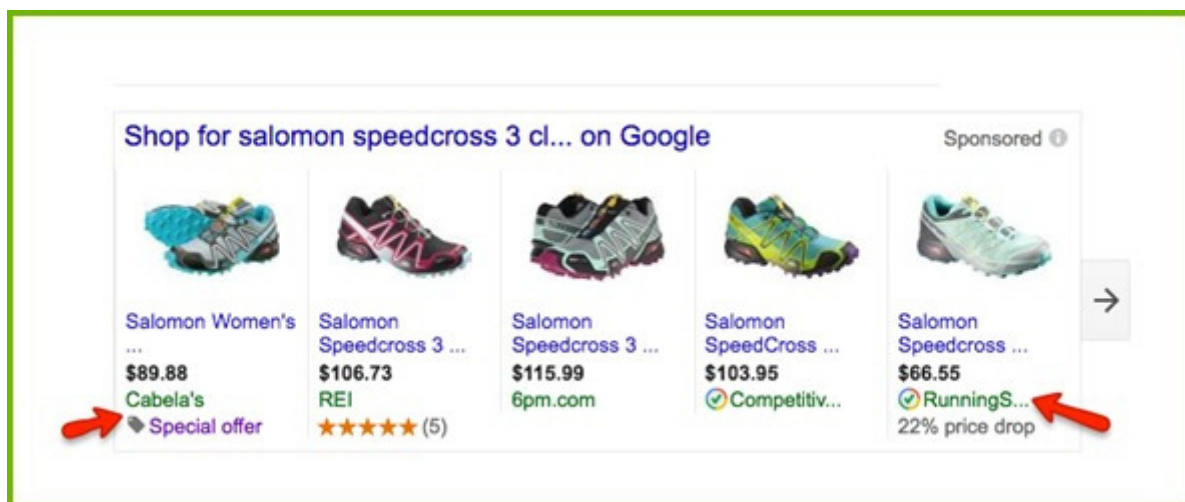 Shop for salomon speedcross 3 cl... on Google
Sponsored
Salomon Women's
...
$89.88
Cabela's
Special offer
Salomon
Speedcross 3 ...
$106.73
REI
(5)
Salomon
Speedcross 3 ...
$115.99
6pm.com
Salomon
SpeedCross ...
$103.95
Competitiv...
Salomon
Speedcross ...
$66.55
RunningS...
22% price drop